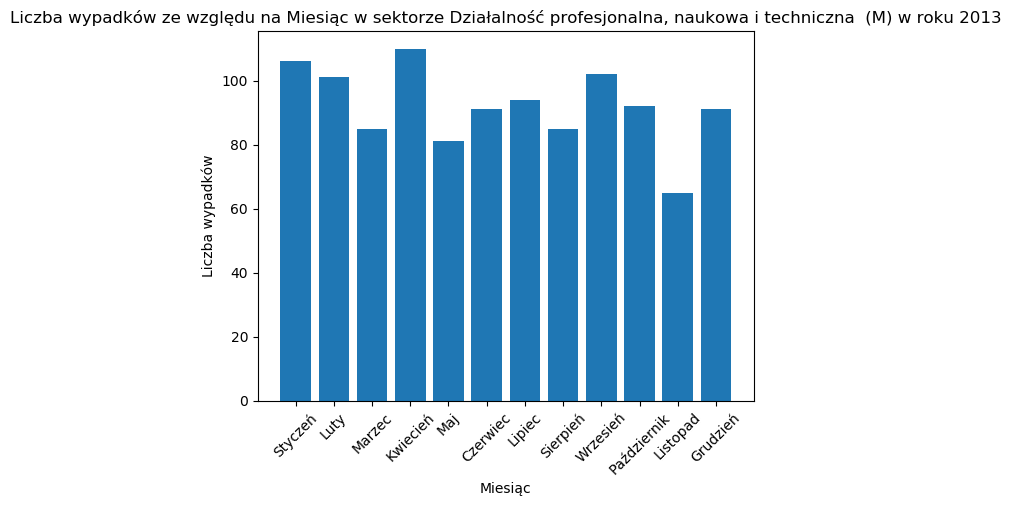 Liczba wypadków ze względu na Miesiąc w sektorze Działalność profesjonalna, naukowa i techniczna  (M) w roku 2013
Liczba wypadków
100
80
60
40
20
0
Styczeń
Luty
Marzec
Kwiecień
Maj
Czerwiec
Lipiec
Sierpień
Wrzesień
Październik
Listopad
Grudzień
Miesiąc